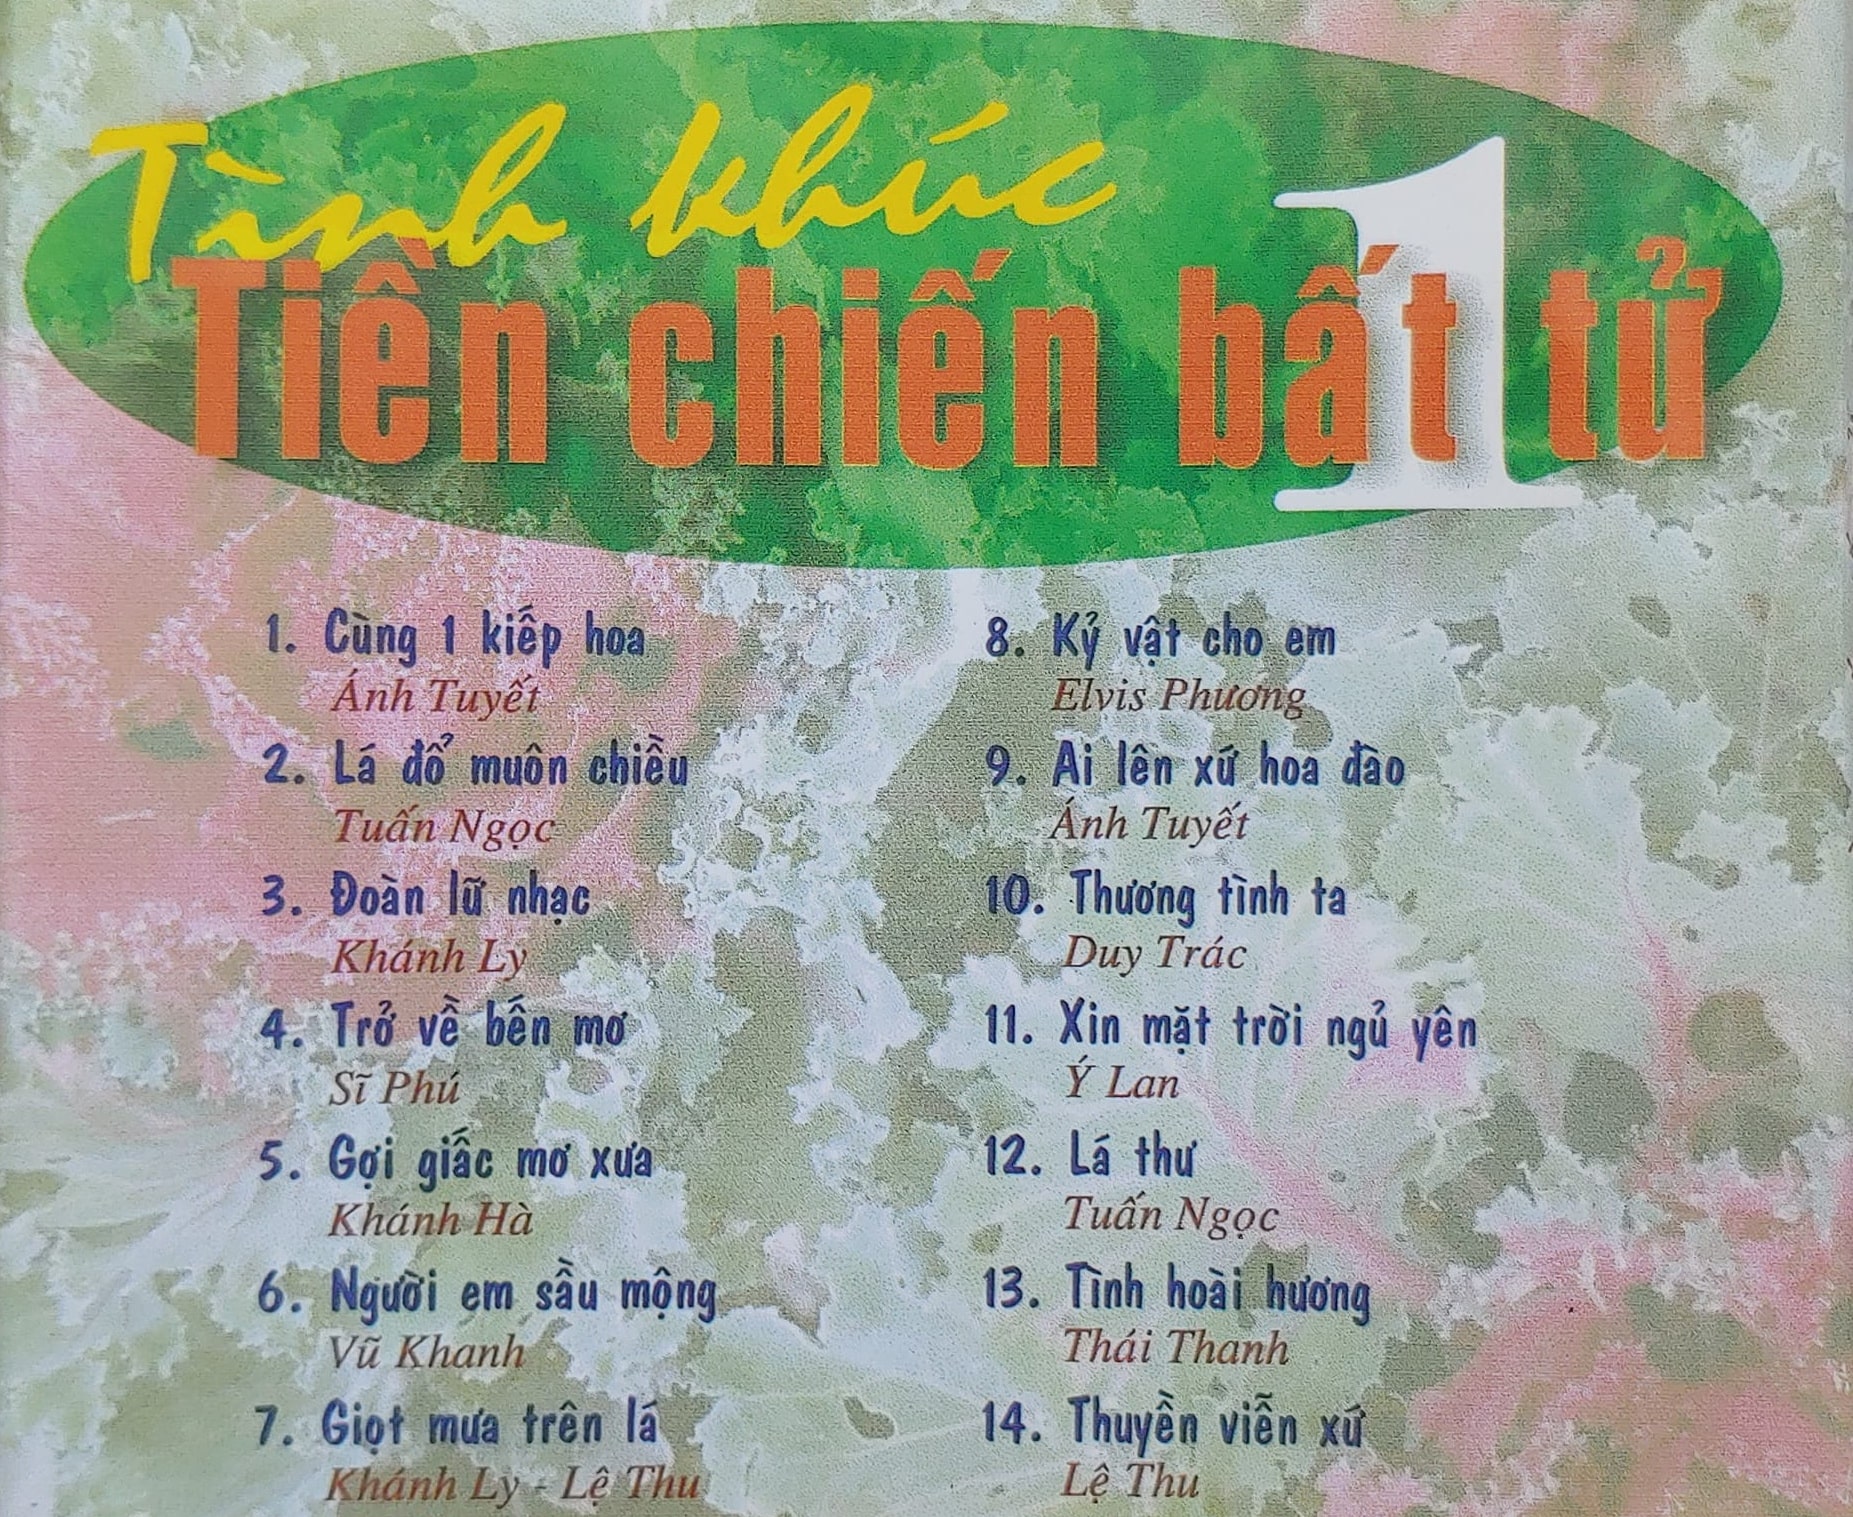 Tình khúc
Tiền chiến bất tử
1
1. Cùng 1 kiếp hoa
Ánh Tuyết
2. Lá đổ muôn chiều
Tuấn Ngọc
3. Đoàn lữ nhạc
Khánh Ly
4. Trở về bến mơ
Sĩ Phú
5. Gợi giấc mơ xưa
Khánh Hà
6. Người em sầu mộng
Vũ Khanh
7. Giọt mưa trên lá
Khánh Ly - Lệ Thu
8. Kỷ vật cho em
Elvis Phương
9. Ai lên xứ hoa đào
Ánh Tuyết
10. Thương tình ta
Duy Trác
11. Xin mặt trời ngủ yên
Ý Lan
12. Lá thư
Tuấn Ngọc
13. Tình hoài hương
Thái Thanh
14. Thuyền viễn xứ
Lệ Thu